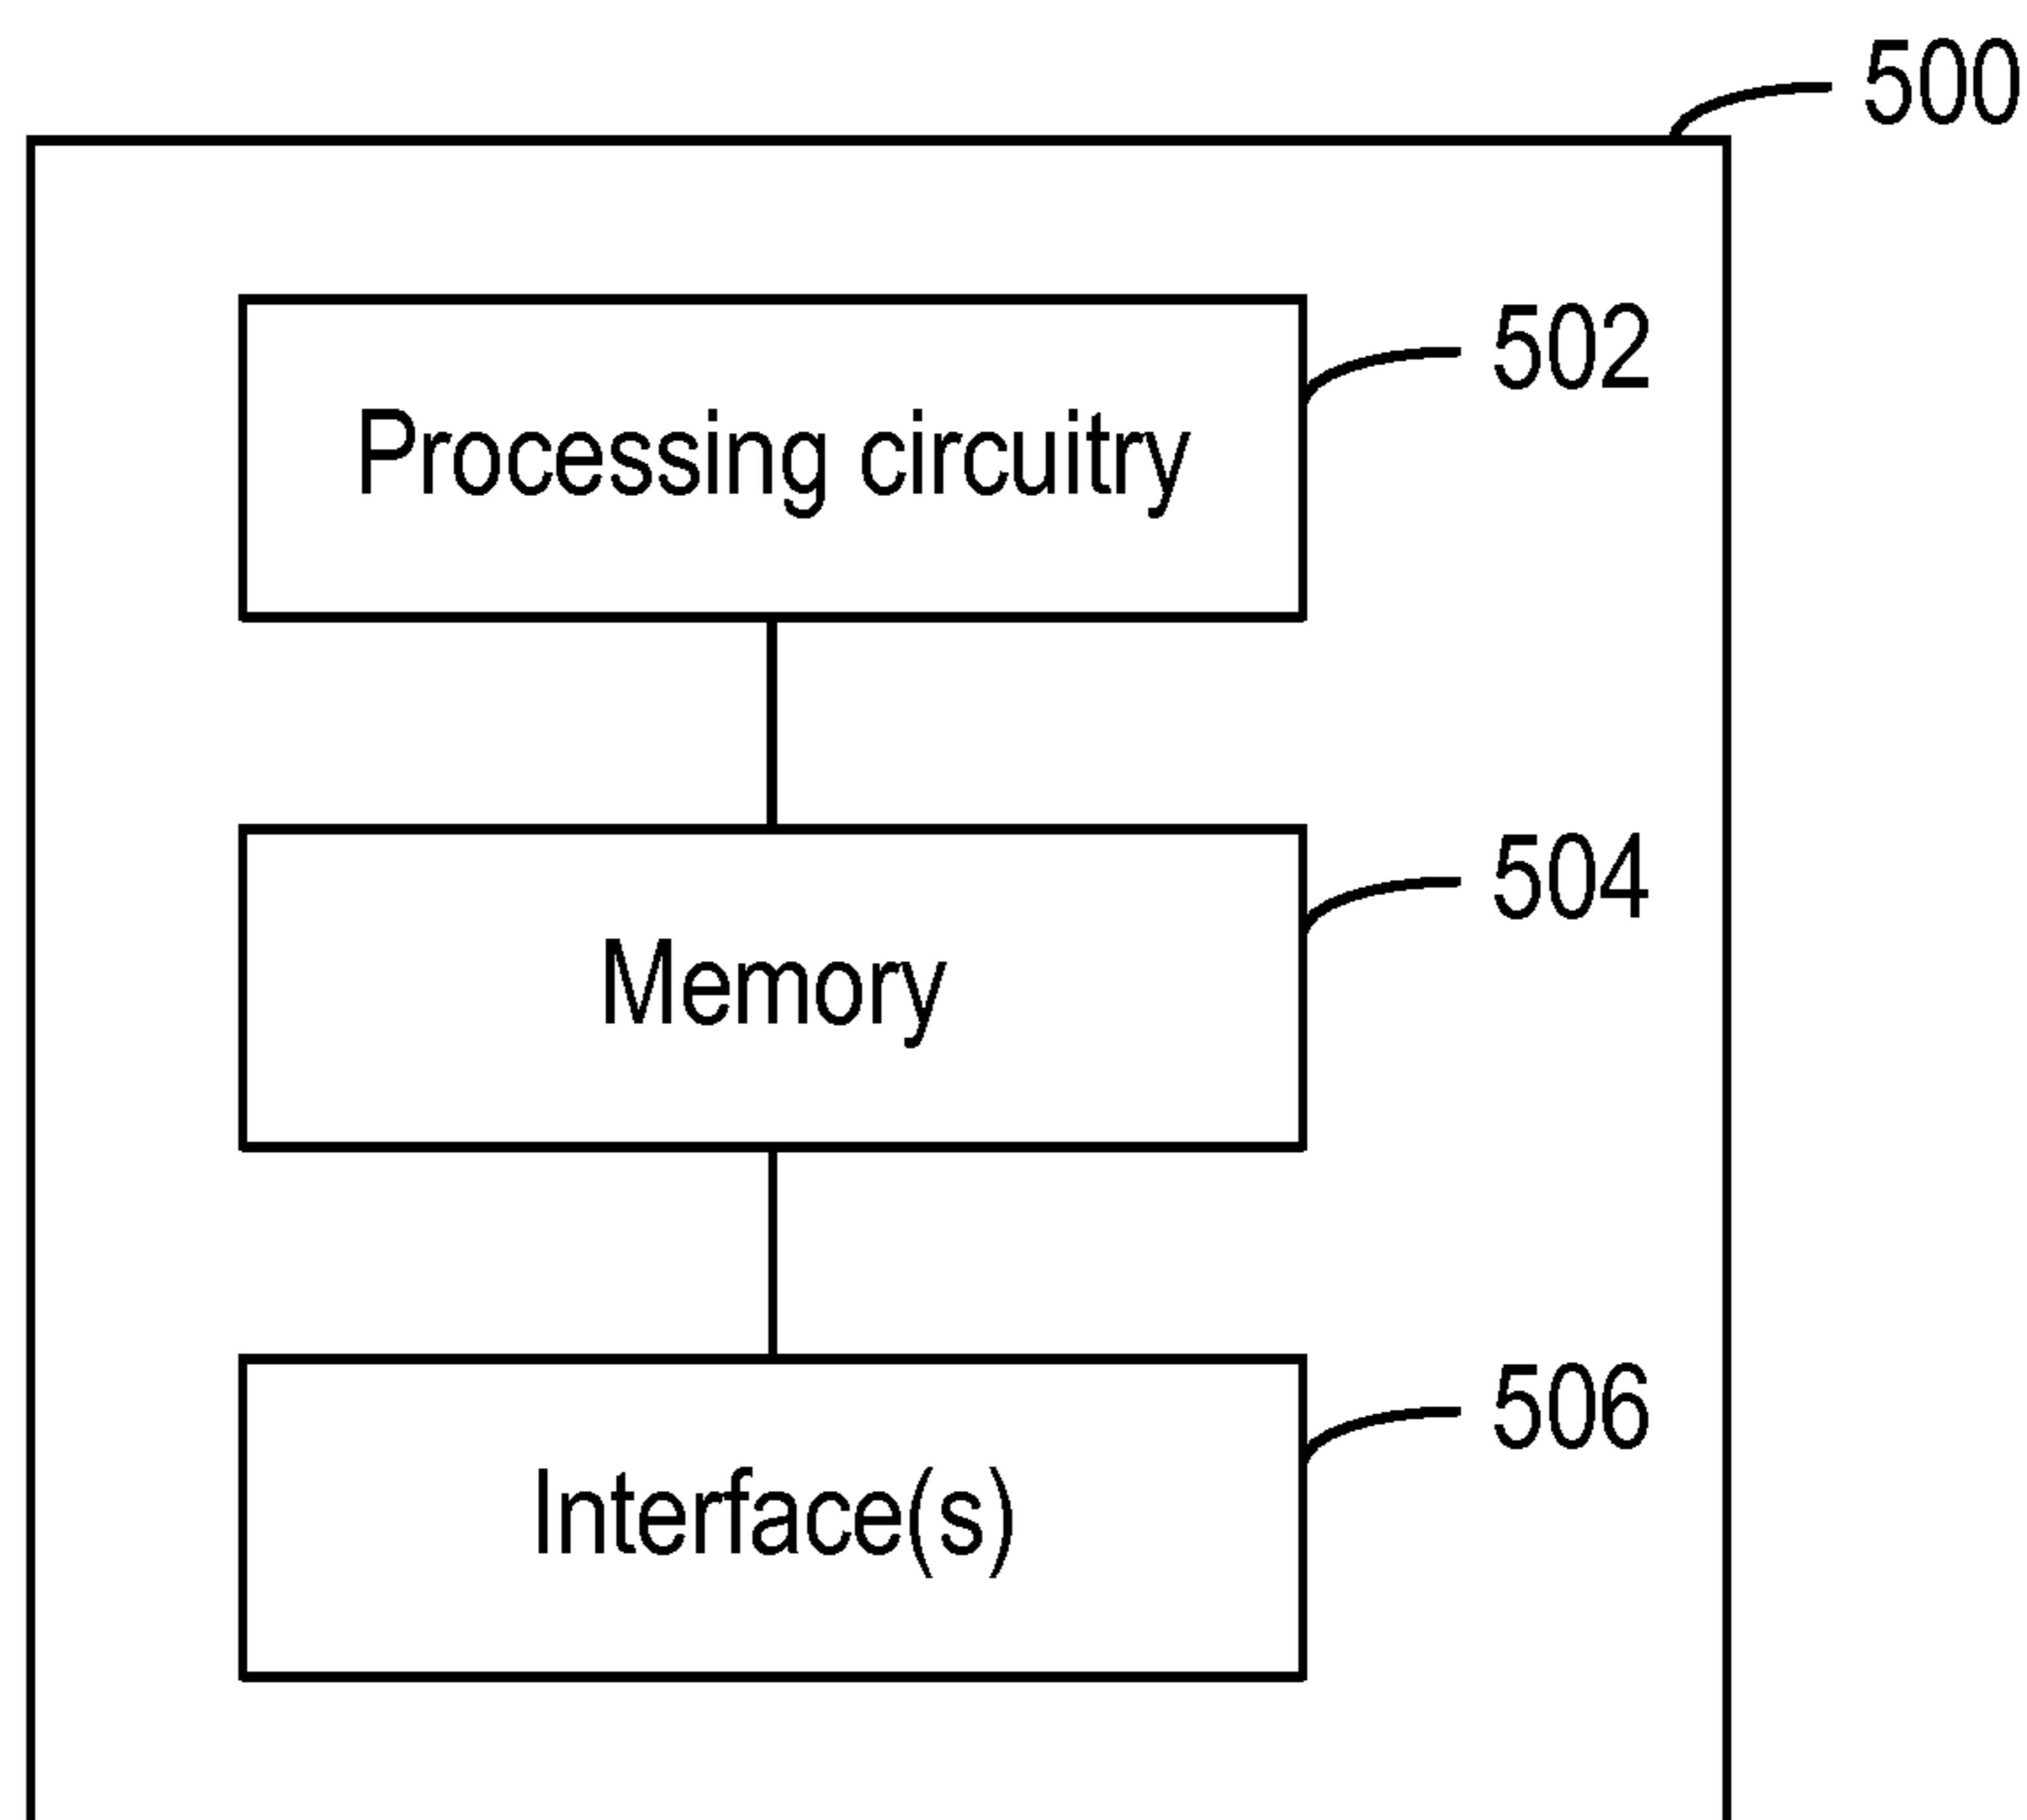 500
502
Processing circuitry
504
Memory
506
Interface(s)